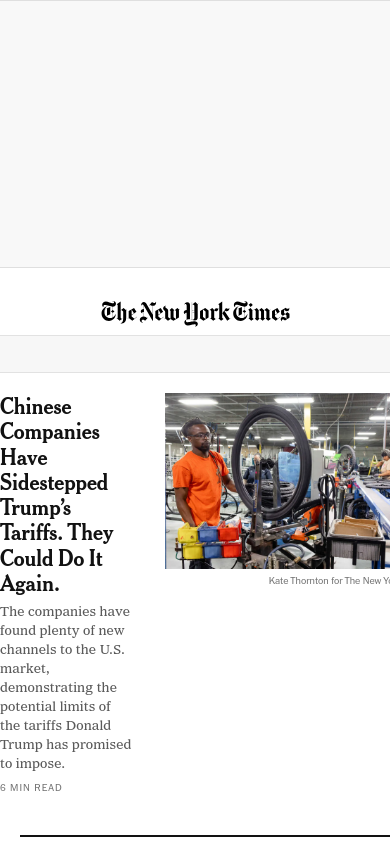 The New York Times
Chinese
Companies
Have
Sidestepped
Trump's
Tariffs. They
Could Do It
Again.
The companies have
found plenty of new
channels to the U.S.
market,
demonstrating the
potential limits of
the tariffs Donald
Trump has promised
to impose.
6 MIN READ
Kate Thornton for The New Yo